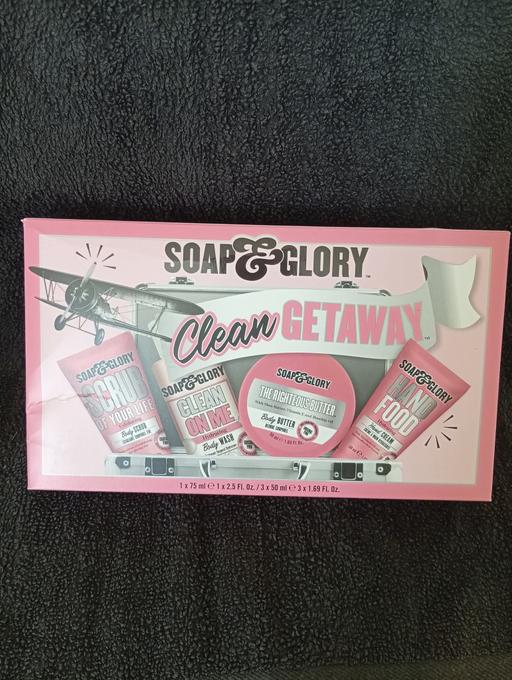 SOAP & GLORY™
Clean GETAWAY™
SOAP & GLORY
SCRUB
OF YOUR LIFE
Body SCRUB
SOAP & GLORY
CLEAN
ON ME
Body WASH
SOAP & GLORY
THE RIGHTEOUS BUTTER
Body BUTTER
SOAP & GLORY
HAND
FOOD
1 x 75 ml ℮ 1 x 2.5 Fl. Oz. / 3 x 50 ml ℮ 3 x 1.69 Fl. Oz.